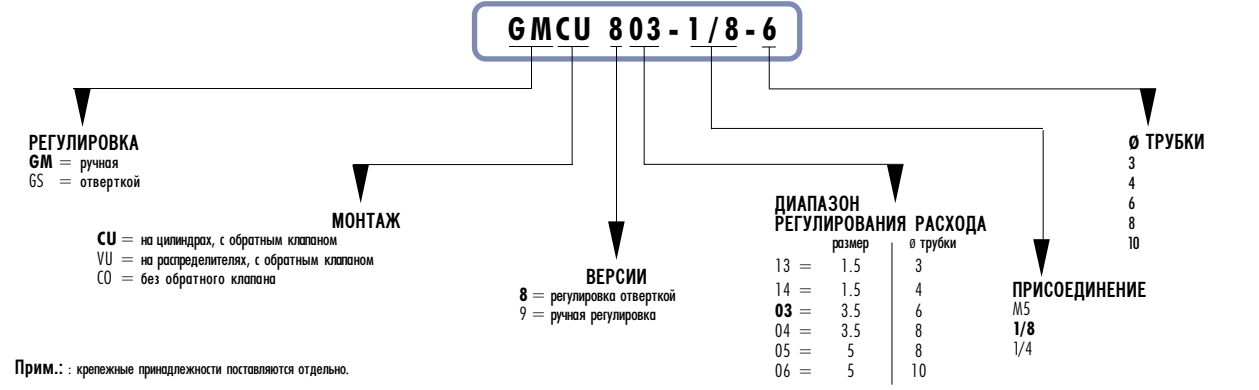 GMCU 803-1/8-6
РЕГУЛИРОВКА
GM = ручная
GS = отверткой
МОНТАЖ
CU = на цилиндрах, с обратным клапаном
VU = на распределителях, с обратным клапаном
CO = без обратного клапана
ВЕРСИИ
8 = регулировка отверткой
9 = ручная регулировка
ДИАПАЗОН
РЕГУЛИРОВАНИЯ РАСХОДА
размер ø трубки
13 = 1.5 3
14 = 1.5 4
03 = 3.5 6
04 = 3.5 8
05 = 5 8
06 = 5 10
ПРИСОЕДИНЕНИЕ
M5
1/8
1/4
Ø ТРУБКИ
3
4
6
8
10
Прим.: : крепежные принадлежности поставляются отдельно.